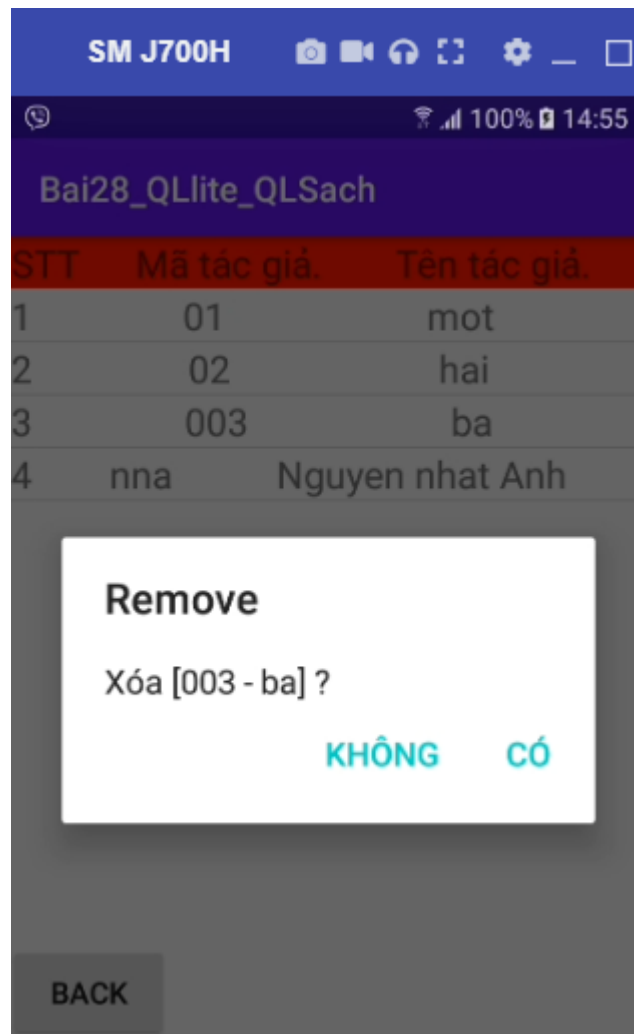 SM J700H
100% 14:55
Bai28_QLlite_QLSach
STT Mã tác giả. Tên tác giả.
1 01 mot
2 02 hai
3 003 ba
4 nna Nguyen nhat Anh
Remove
Xóa [003 - ba] ?
KHÔNG CÓ
BACK